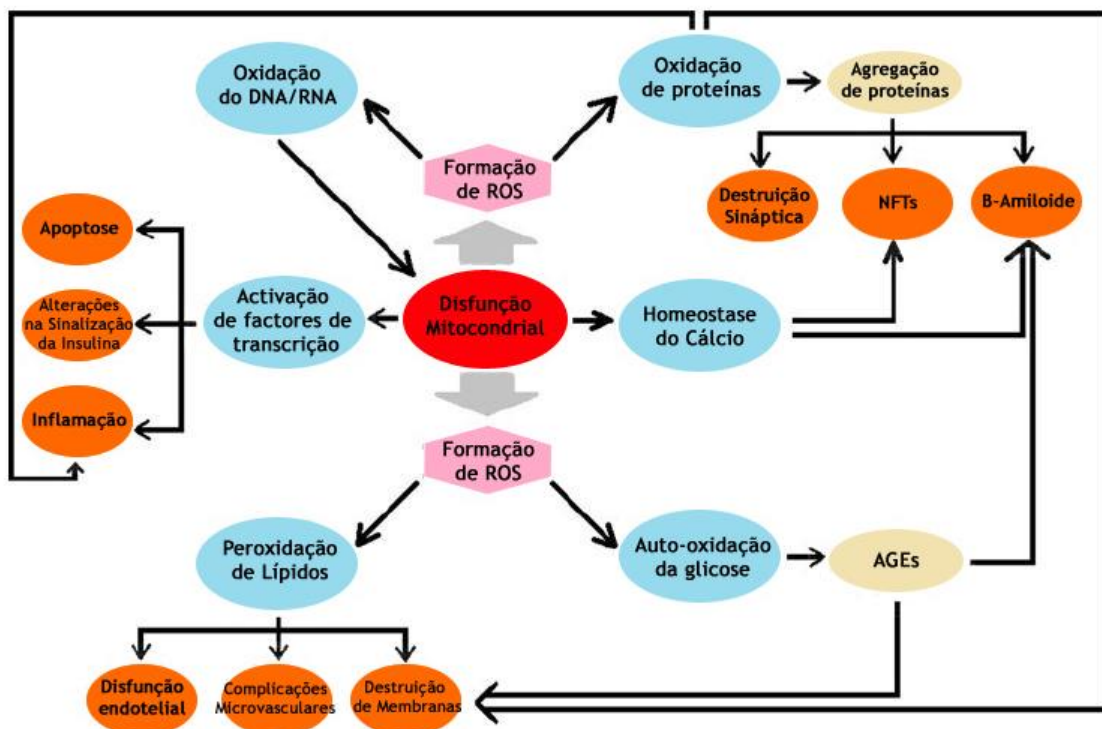 Oxidação
do DNA/RNA
Oxidação
de proteínas
Agregação
de proteínas
Formação
de ROS
Destruição
Sináptica
NFTs
B-Amiloide
Apoptose
Alterações
na Sinalização
da Insulina
Inflamação
Activação
de factores de
transcrição
Disfunção
Mitocondrial
Homeostase
do Cálcio
Formação
de ROS
Peroxidação
de Lípidos
Auto-oxidação
da glicose
AGEs
Disfunção
endotelial
Complicações
Microvasculares
Destruição
de Membranas